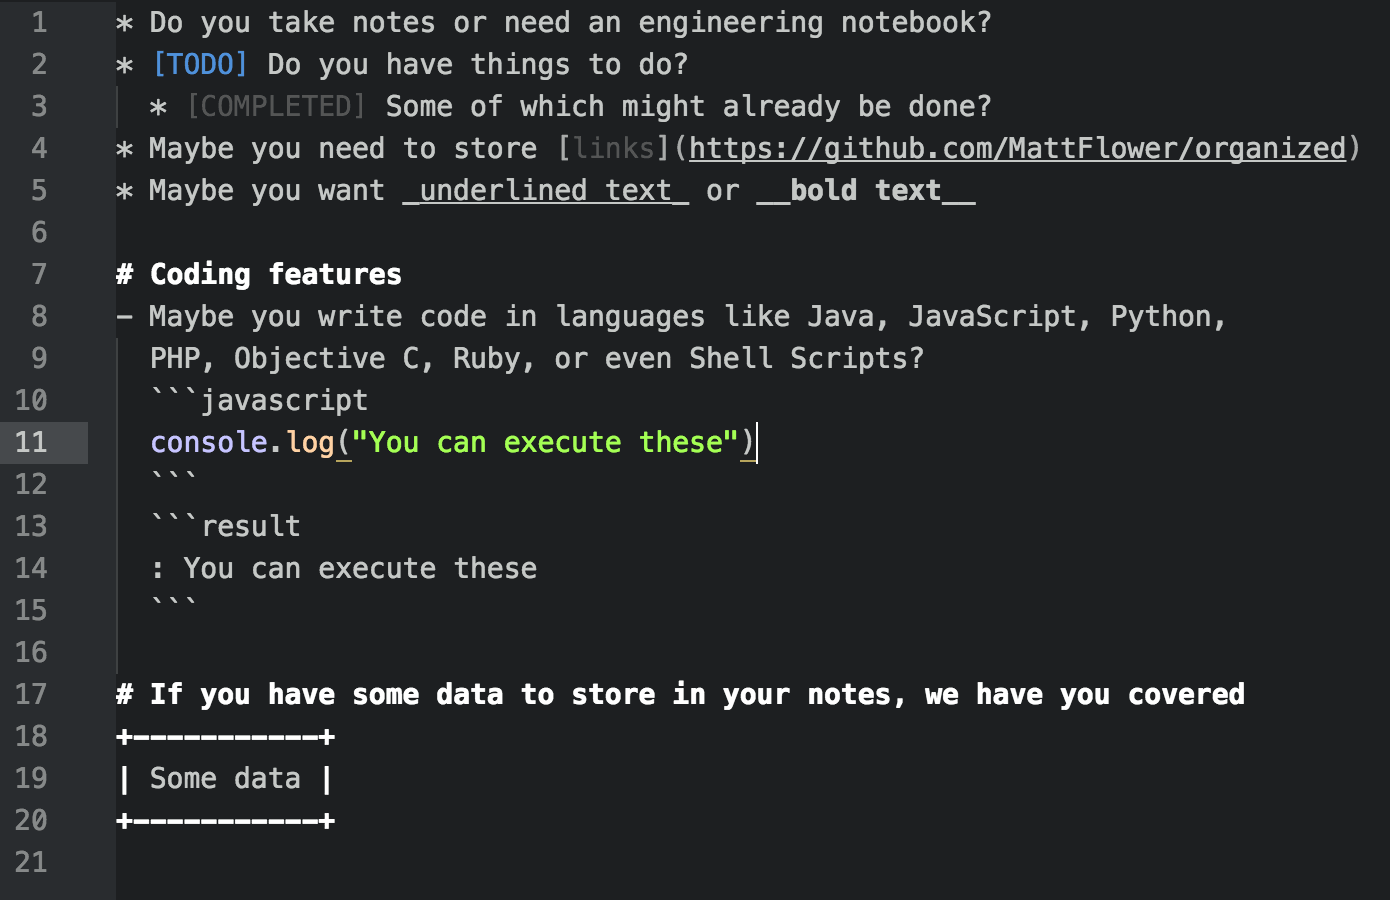 1 * Do you take notes or need an engineering notebook?
2 * [TODO] Do you have things to do?
3   * [COMPLETED] Some of which might already be done?
4 * Maybe you need to store [links](https://github.com/MattFlower/organized)
5 * Maybe you want _underlined text_ or __bold text__
6
7 # Coding features
8 - Maybe you write code in languages like Java, JavaScript, Python,
9   PHP, Objective C, Ruby, or even Shell Scripts?
10   ```javascript
11   console.log("You can execute these")
12   ```
13   ```result
14   : You can execute these
15   ```
16
17 # If you have some data to store in your notes, we have you covered
18 +-----------+
19 | Some data |
20 +-----------+
21